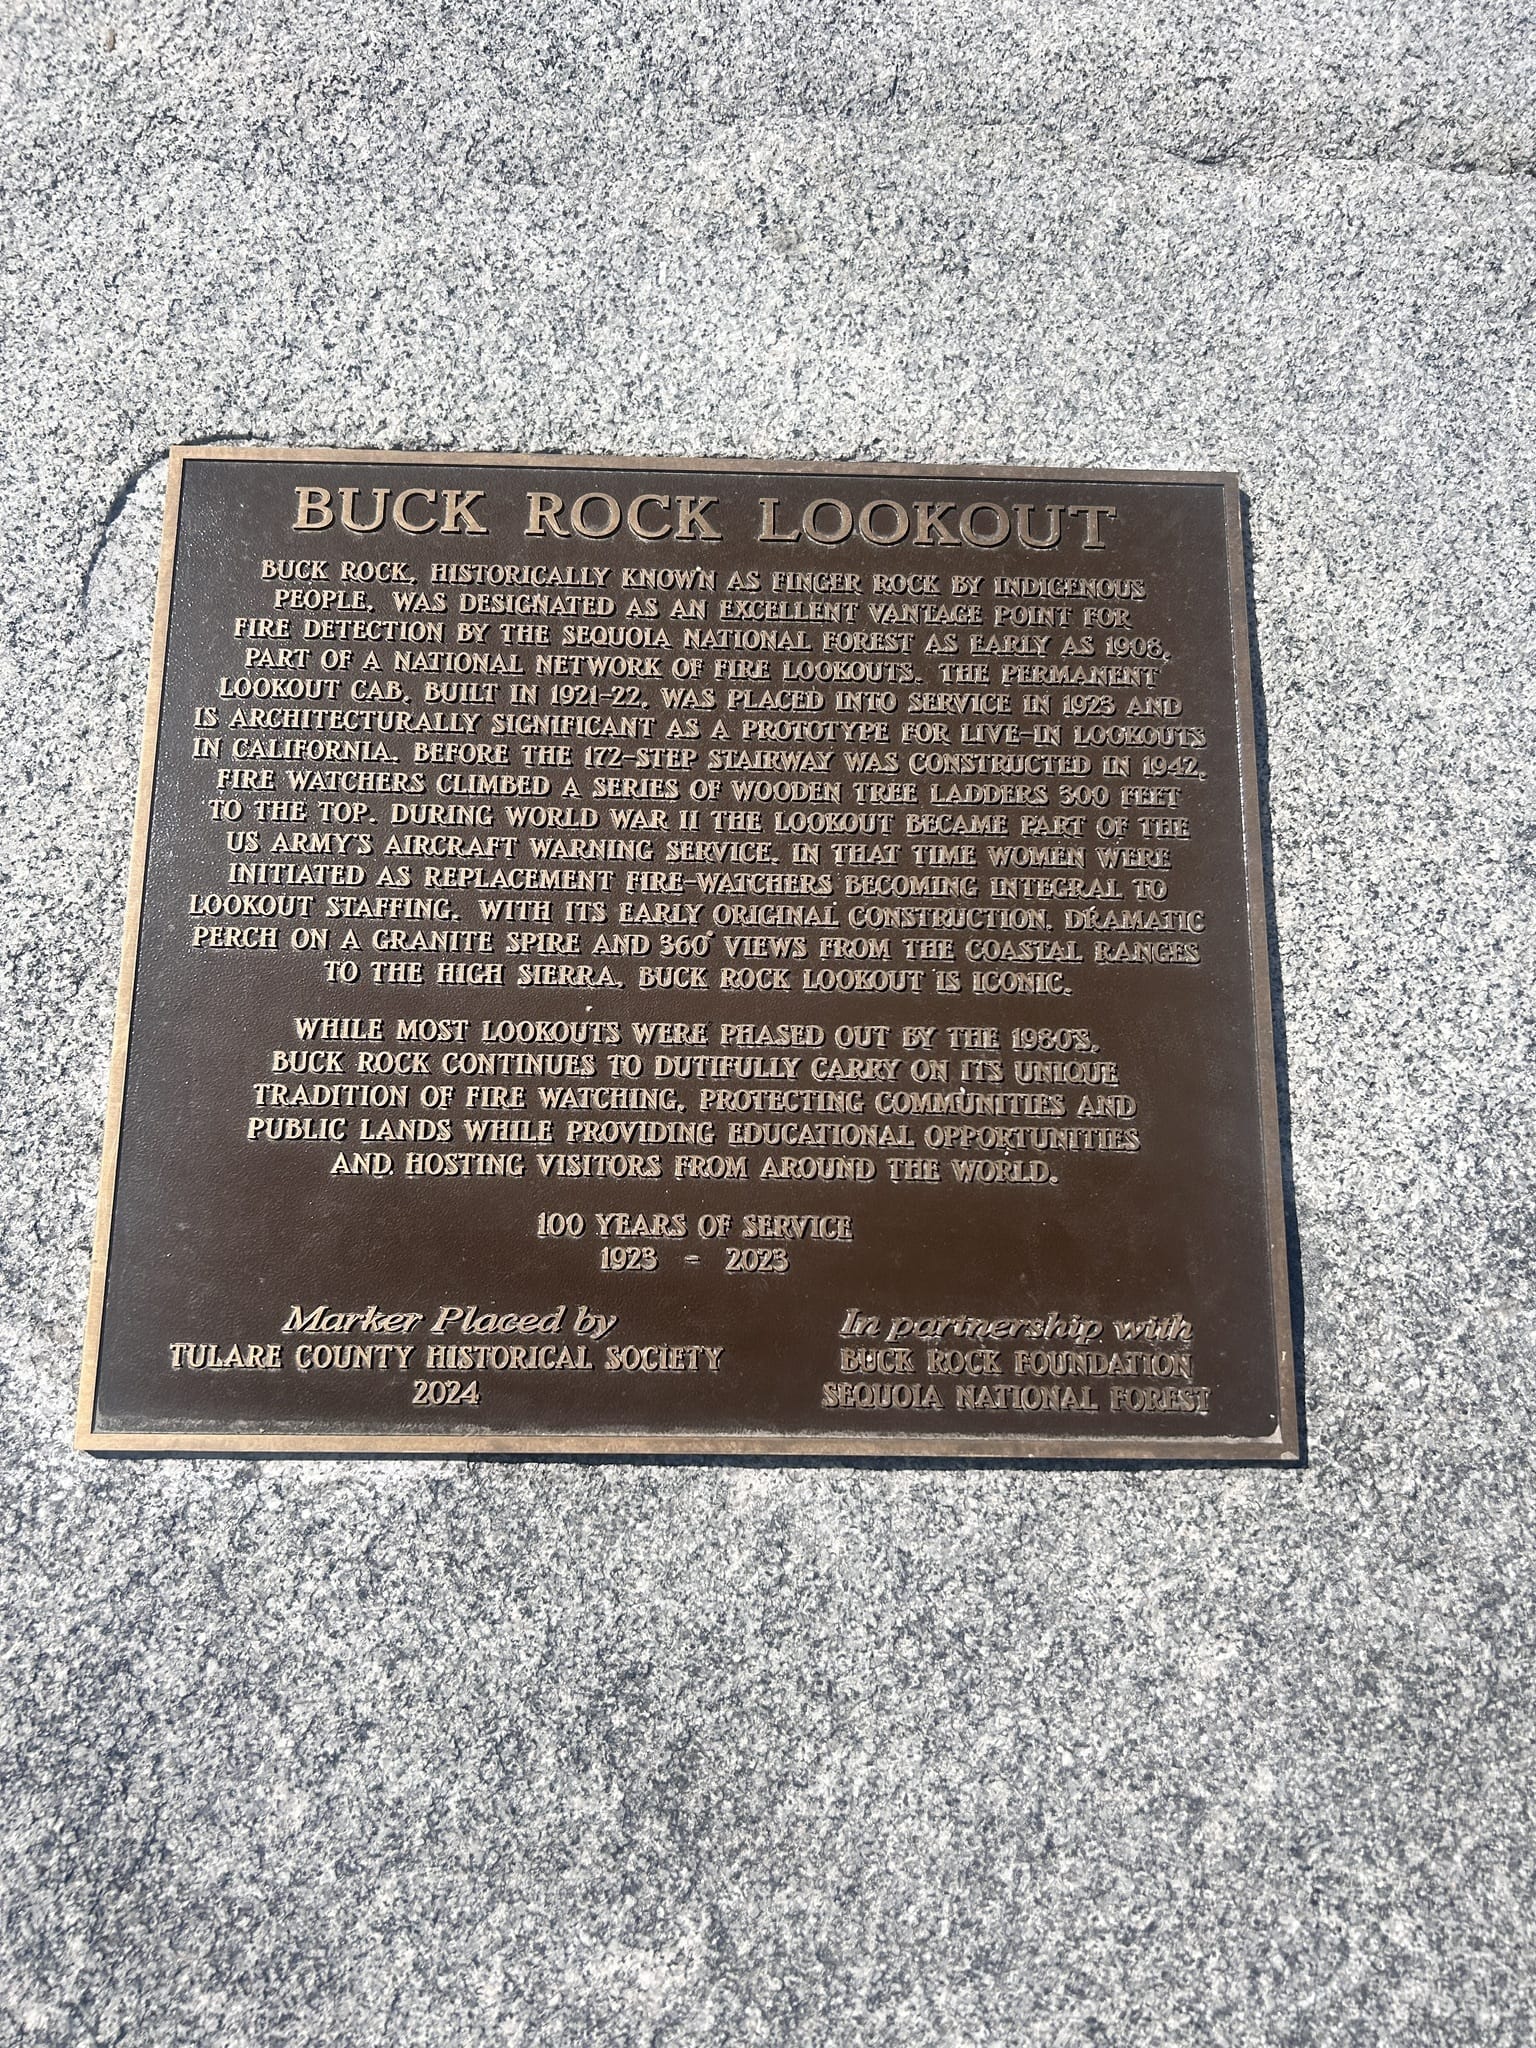 BUCK ROCK LOOKOUT
BUCK ROCK, HISTORICALLY KNOWN AS FINGER ROCK BY INDIGENOUS
PEOPLE, WAS DESIGNATED AS AN EXCELLENT VANTAGE POINT FOR
FIRE DETECTION BY THE SEQUOIA NATIONAL FOREST AS EARLY AS 1908,
PART OF A NATIONAL NETWORK OF FIRE LOOKOUTS. THE PERMANENT
LOOKOUT CAB, BUILT IN 1921-22, WAS PLACED INTO SERVICE IN 1923 AND
IS ARCHITECTURALLY SIGNIFICANT AS A PROTOTYPE FOR LIVE-IN LOOKOUTS
IN CALIFORNIA. BEFORE THE 172-STEP STAIRWAY WAS CONSTRUCTED IN 1942,
FIRE WATCHERS CLIMBED A SERIES OF WOODEN TREE LADDERS 300 FEET
TO THE TOP. DURING WORLD WAR II THE LOOKOUT BECAME PART OF THE
US ARMY'S AIRCRAFT WARNING SERVICE. IN THAT TIME WOMEN WERE
INITIATED AS REPLACEMENT FIRE-WATCHERS BECOMING INTEGRAL TO
LOOKOUT STAFFING. WITH ITS EARLY ORIGINAL CONSTRUCTION, DRAMATIC
PERCH ON A GRANITE SPIRE AND 360° VIEWS FROM THE COASTAL RANGES
TO THE HIGH SIERRA, BUCK ROCK LOOKOUT IS ICONIC.
WHILE MOST LOOKOUTS WERE PHASED OUT BY THE 1980'S,
BUCK ROCK CONTINUES TO DUTIFULLY CARRY ON ITS UNIQUE
TRADITION OF FIRE WATCHING, PROTECTING COMMUNITIES AND
PUBLIC LANDS WHILE PROVIDING EDUCATIONAL OPPORTUNITIES
AND HOSTING VISITORS FROM AROUND THE WORLD.
100 YEARS OF SERVICE
1923 - 2023
Marker Placed by
TULARE COUNTY HISTORICAL SOCIETY
2024
In partnership with
BUCK ROCK FOUNDATION
SEQUOIA NATIONAL FOREST